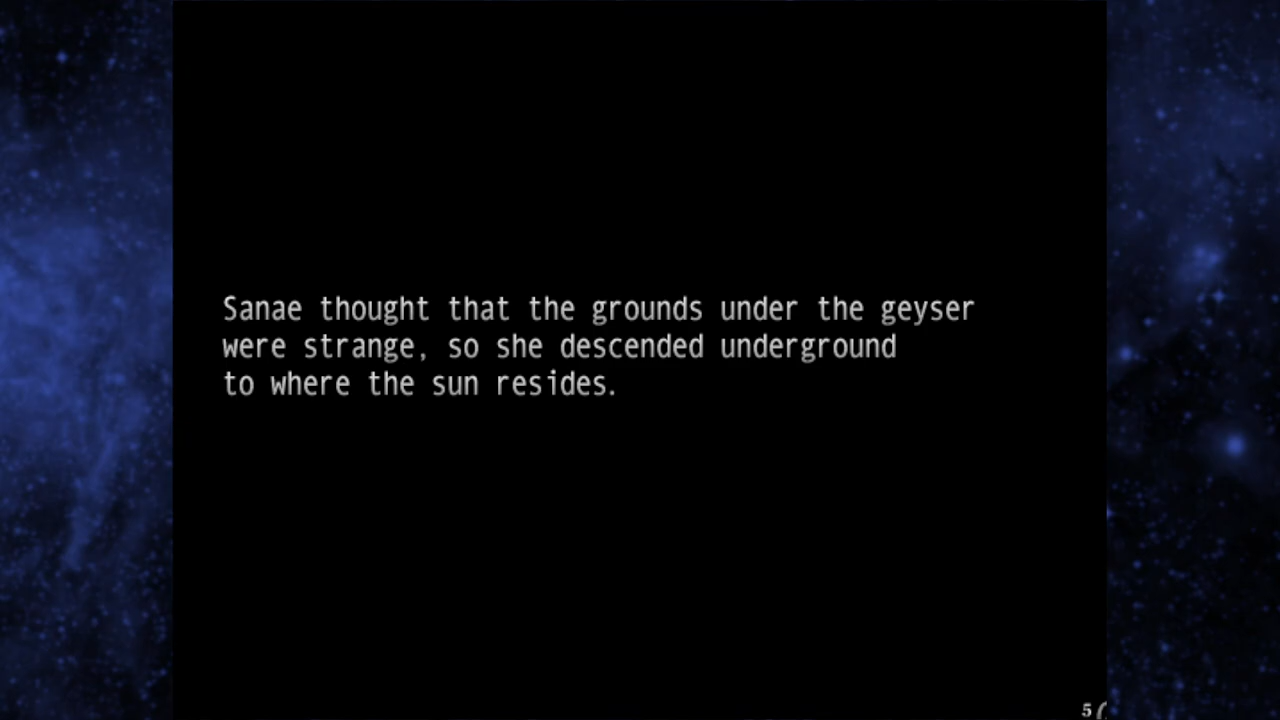 Sanae thought that the grounds under the geyser
were strange, so she descended underground
to where the sun resides.
5